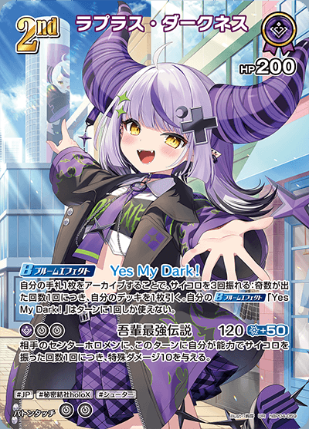 2nd
ラプラス・ダークネス
HP200
ブルームエフェクト Yes My Dark!
自分の手札1枚をアーカイブすることで、サイコロを3回振れる：奇数が出
た回数1回につき、自分のデッキを1枚引く。自分のブルームエフェクト「Yes
My Dark!」はターンに1回しか使えない。
吾輩最強伝説 120 +50
相手のセンターホロメンに、このターンに自分が能力でサイコロを
振った回数1回につき、特殊ダメージ10を与える。
#JP #秘密結社holoX #シューター
バトンタッチ